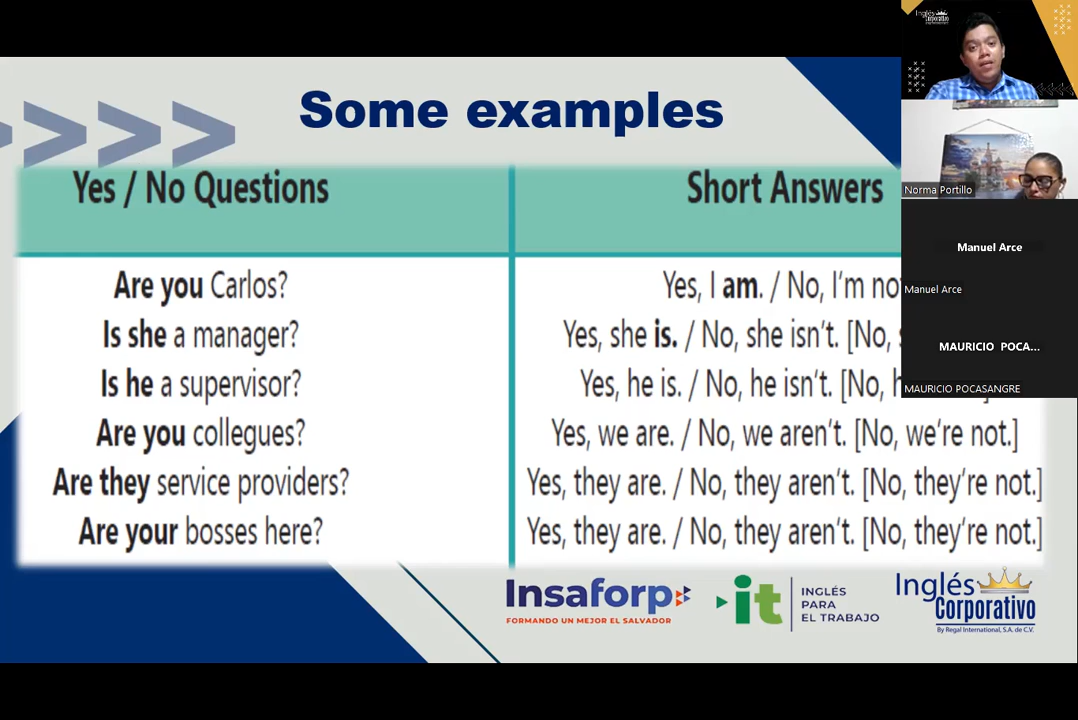 Some examples
Yes / No Questions
Short Answers
Are you Carlos?
Yes, I am. / No, I'm no
Is she a manager?
Yes, she is. / No, she isn't. [No,
Is he a supervisor?
Yes, he is. / No, he isn't. [No, h
Are you collegues?
Yes, we are. / No, we aren't. [No, we're not.]
Are they service providers?
Yes, they are. / No, they aren't. [No, they're not.]
Are your bosses here?
Yes, they are. / No, they aren't. [No, they're not.]
Insaforp
FORMANDO UN MEJOR EL SALVADOR
it
INGLÉS
PARA
EL TRABAJO
Inglés
Corporativo
By Regal International, S.A. de C.V.
Inglés
Corporativo
Norma Portillo
Manuel Arce
Manuel Arce
MAURICIO POCA...
MAURICIO POCASANGRE